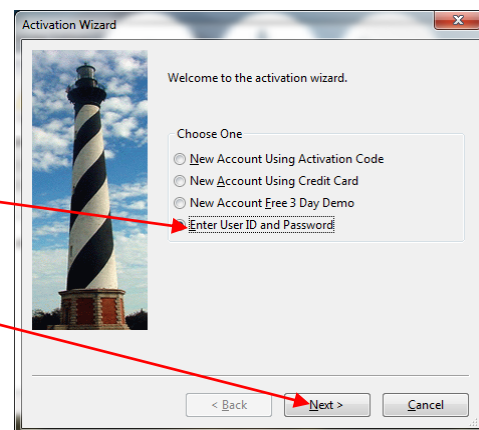 Activation Wizard
Welcome to the activation wizard.
Choose One
New Account Using Activation Code
New Account Using Credit Card
New Account Free 3 Day Demo
Enter User ID and Password
< Back
Next >
Cancel